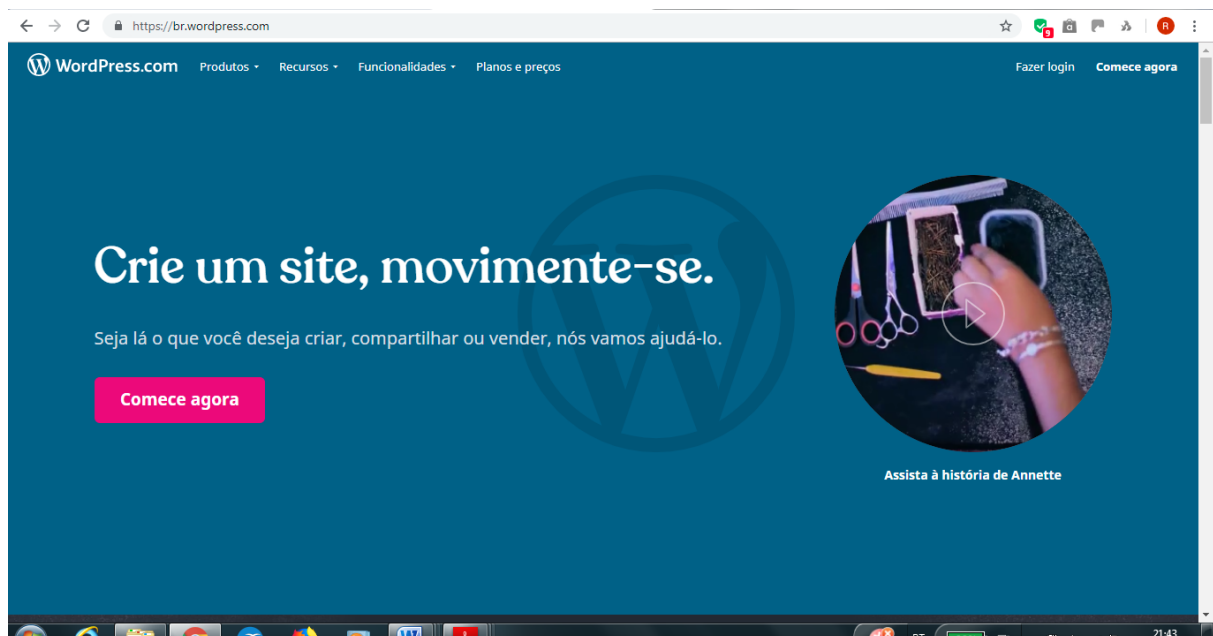 https://br.wordpress.com
9
R
WordPress.com Produtos Recursos Funcionalidades Planos e preços Fazer login Comece agora
Crie um site, movimente-se.
Seja lá o que você deseja criar, compartilhar ou vender, nós vamos ajudá-lo.
Comece agora
Assista à história de Annette
21:43